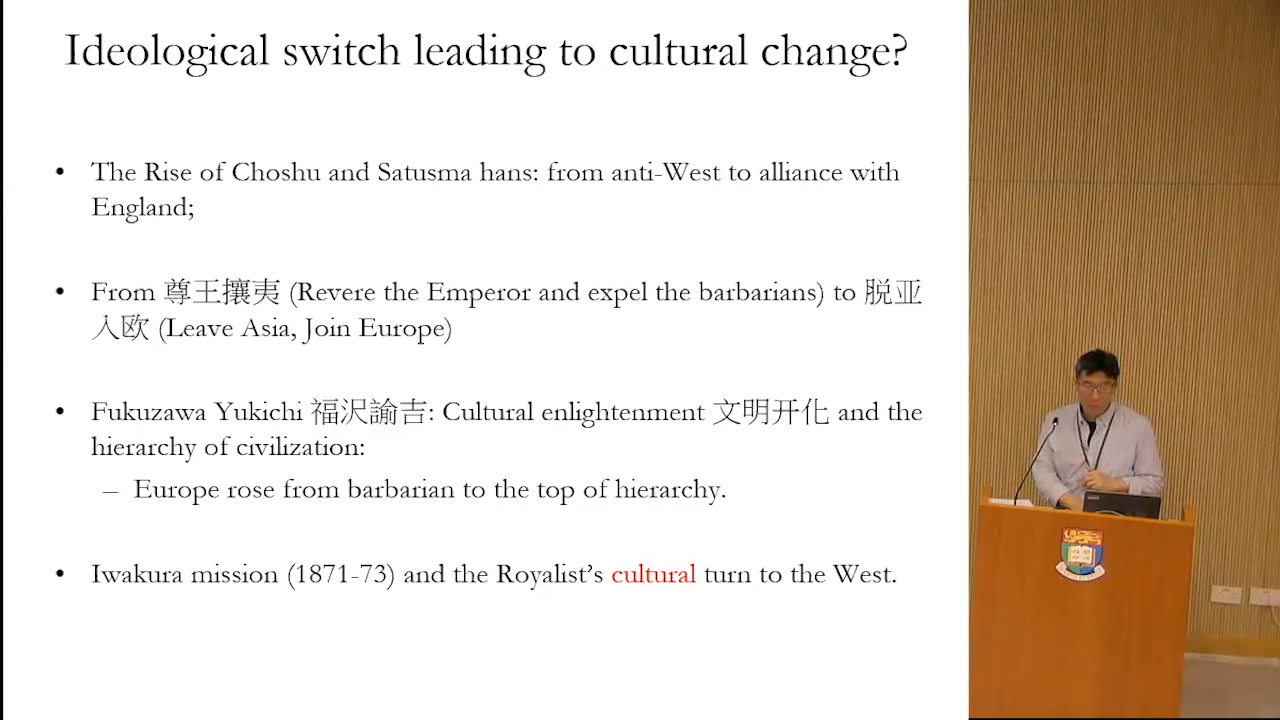 Ideological switch leading to cultural change?
• The Rise of Choshu and Satusma hans: from anti-West to alliance with
England;
• From 尊王攘夷 (Revere the Emperor and expel the barbarians) to 脱亚
入欧 (Leave Asia, Join Europe)
• Fukuzawa Yukichi 福沢諭吉: Cultural enlightenment 文明开化 and the
hierarchy of civilization:
– Europe rose from barbarian to the top of hierarchy.
• Iwakura mission (1871-73) and the Royalist's cultural turn to the West.